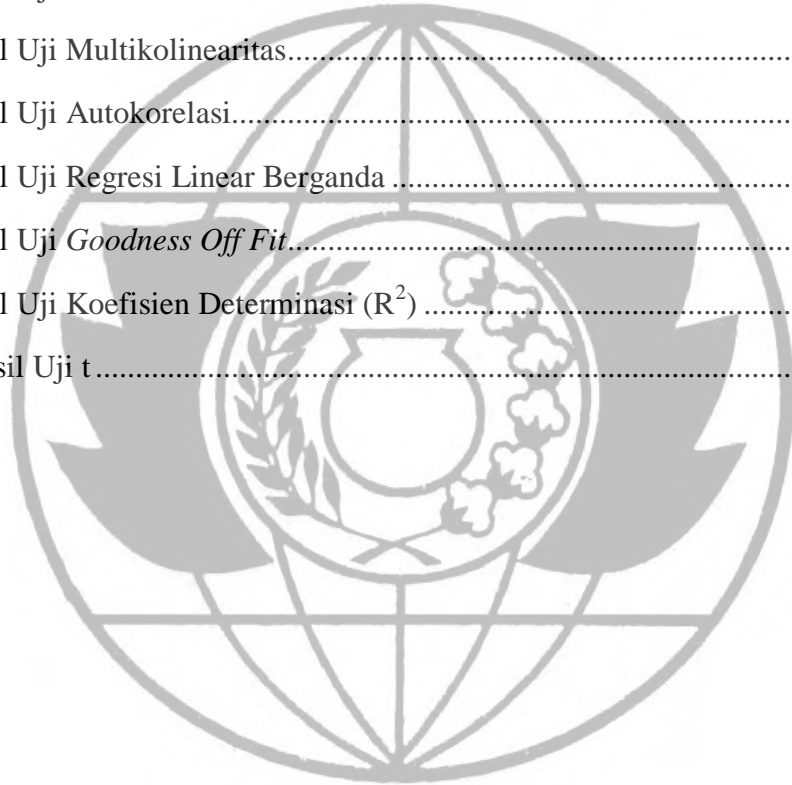 l Uji Multikolinearitas..............................................................
l Uji Autokorelasi.....................................................................
l Uji Regresi Linear Berganda .................................................
l Uji Goodness Off Fit..............................................................
l Uji Koefisien Determinasi (R²) .............................................
sil Uji t.......................................................................................